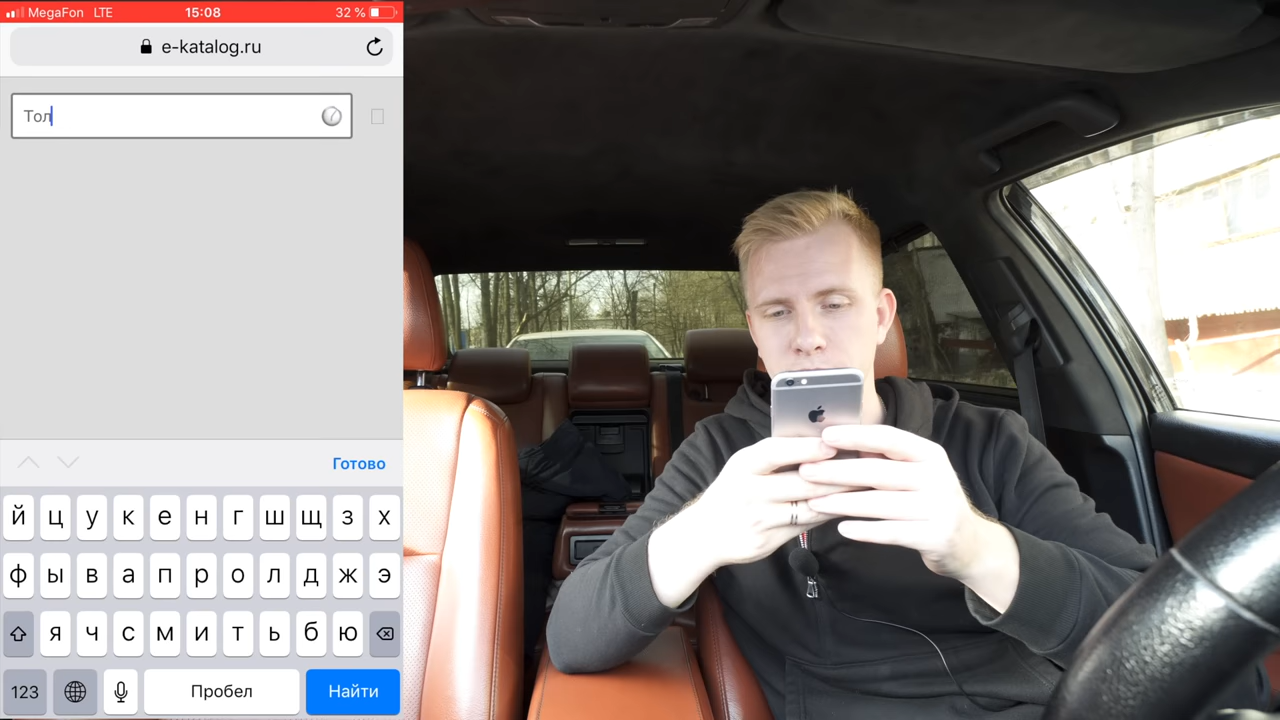 MegaFon LTE 15:08 32 %
e-katalog.ru
Тол
Готово
й ц у к е н г ш щ з х
ф ы в а п р о л д ж э
я ч с м и т ь б ю
123 Пробел Найти